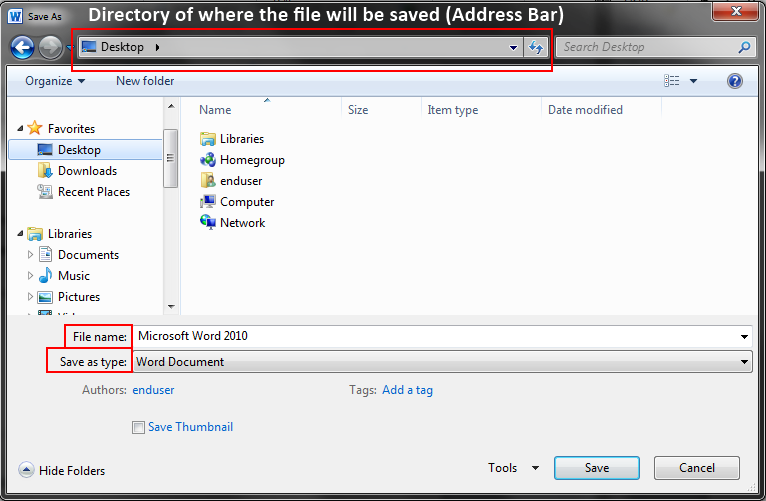 Save As
Directory of where the file will be saved (Address Bar)
Desktop
Search Desktop
Organize
New folder
Name
Size
Item type
Date modified
Favorites
Desktop
Downloads
Recent Places
Libraries
Documents
Music
Pictures
Libraries
Homegroup
enduser
Computer
Network
File name: Microsoft Word 2010
Save as type: Word Document
Authors: enduser
Tags: Add a tag
Save Thumbnail
Hide Folders
Tools
Save
Cancel